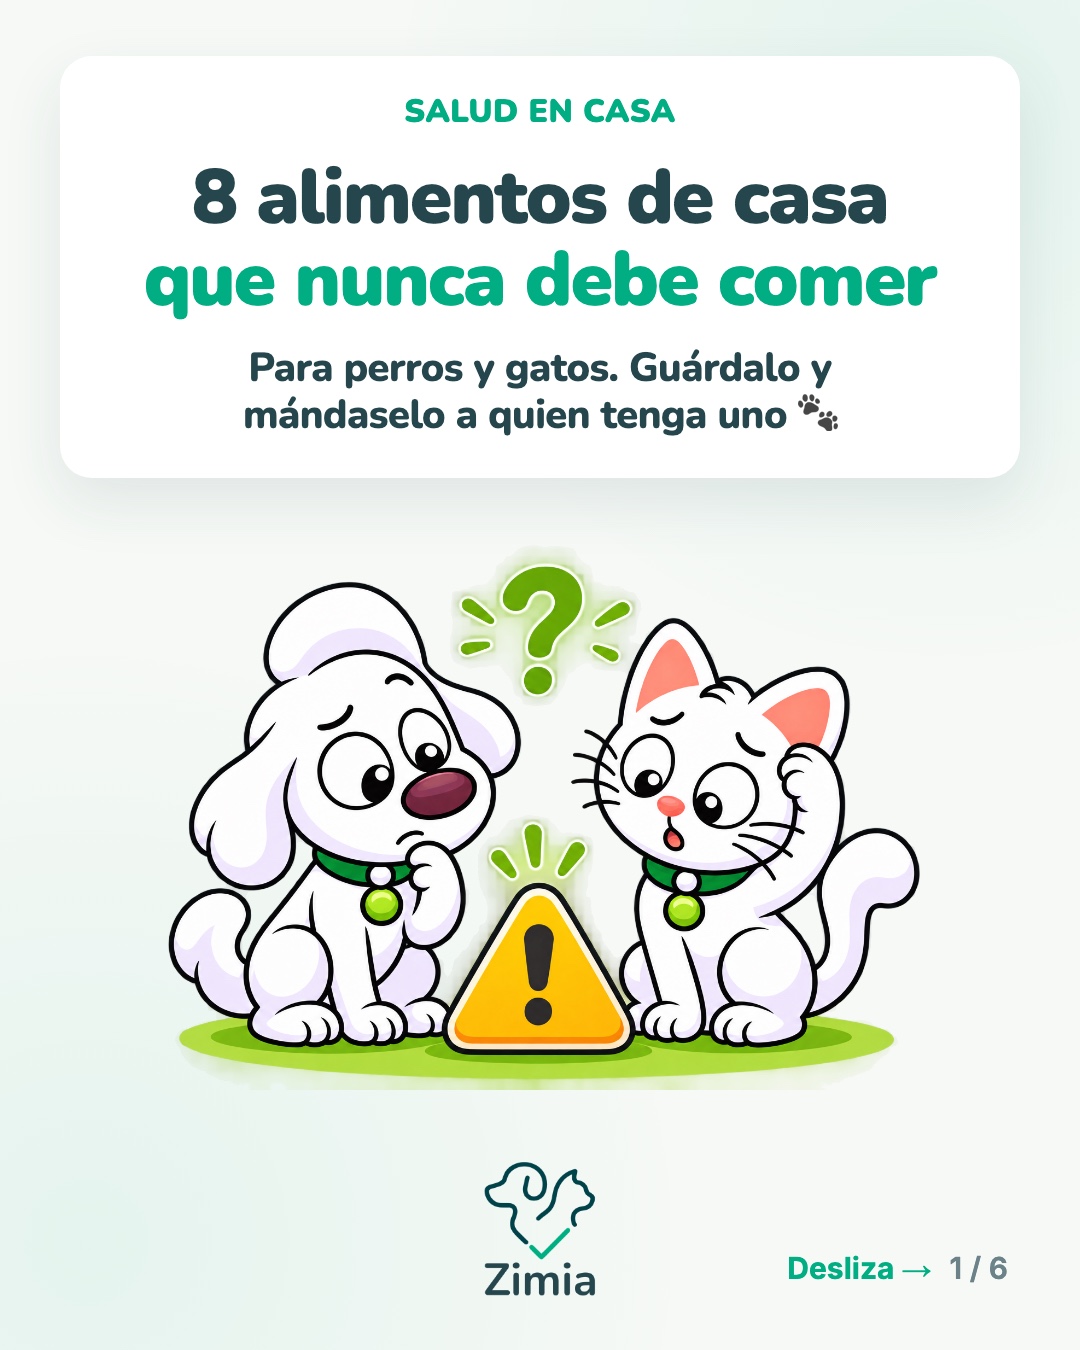 SALUD EN CASA
8 alimentos de casa
que nunca debe comer
Para perros y gatos. Guárdalo y
mándaselo a quien tenga uno 🐾
?
!
Zimia
Desliza → 1 / 6